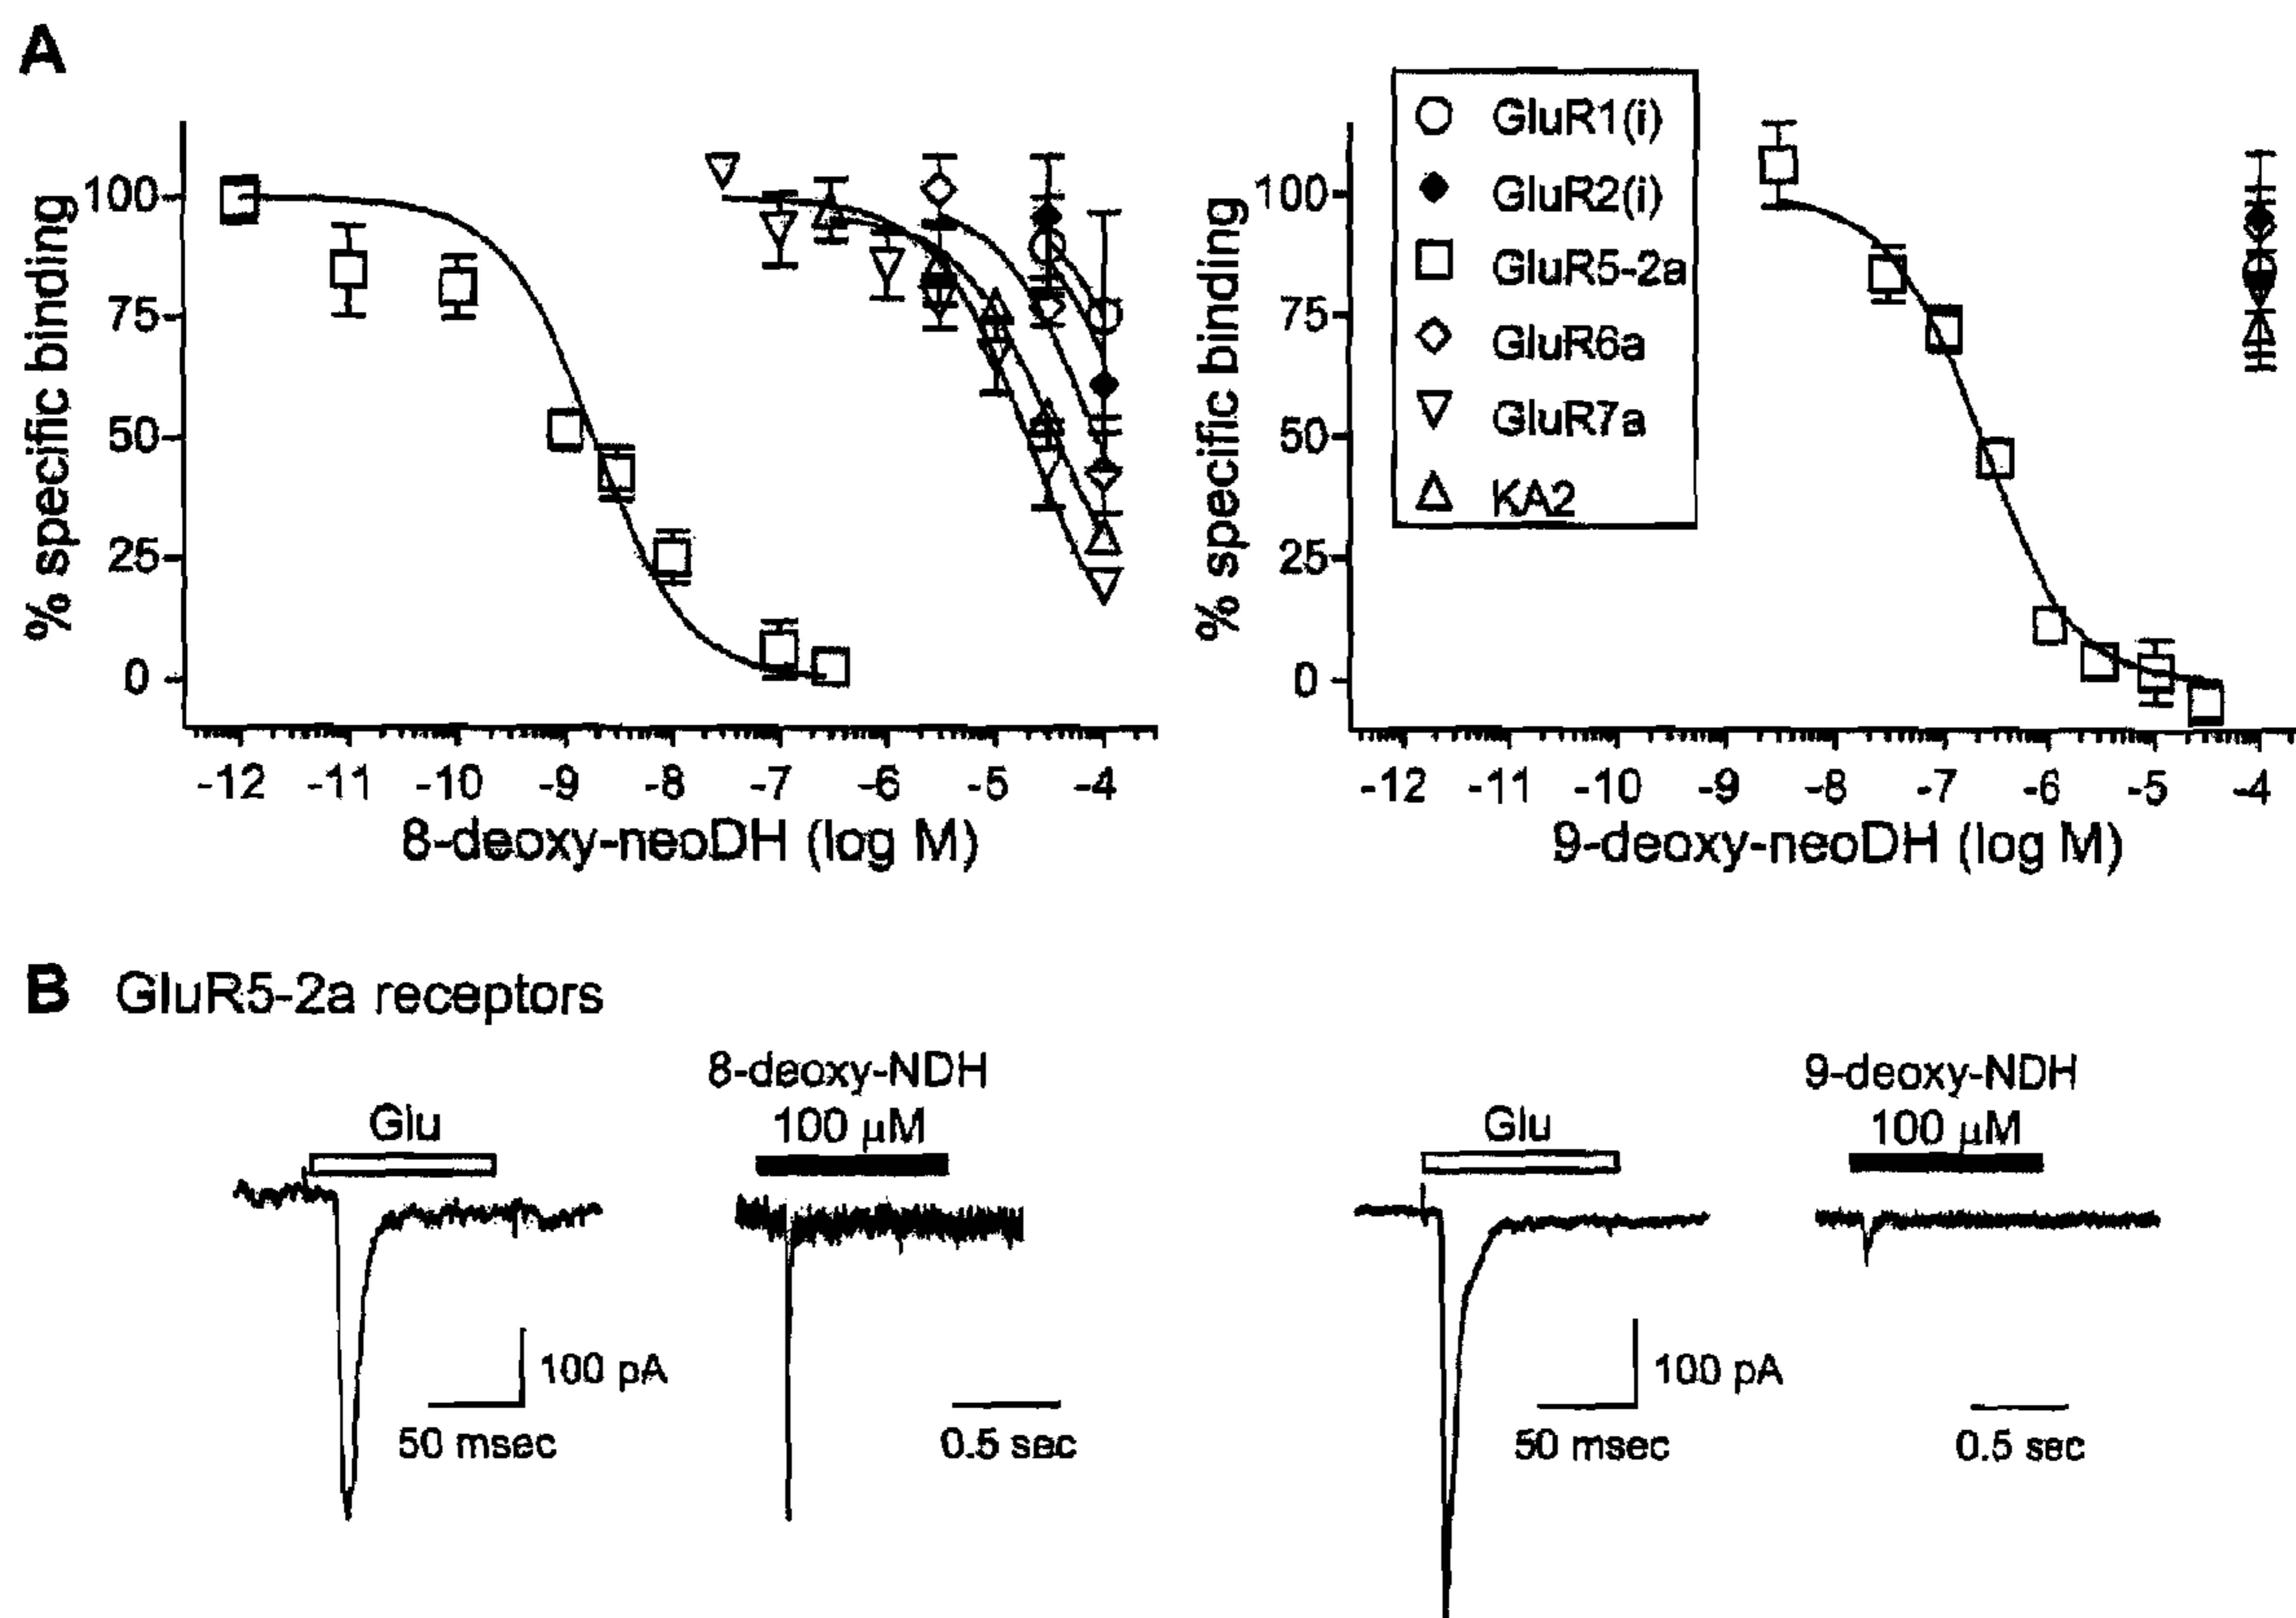 A
% specific binding
100
75
50
25
0
-12 -11 -10 -9 -8 -7 -6 -5 -4
8-deoxy-neoDH (log M)
% specific binding
100
75
50
25
0
GluR1(i)
GluR2(i)
GluR5-2a
GluR6a
GluR7a
KA2
-12 -11 -10 -9 -8 -7 -6 -5 -4
9-deoxy-neoDH (log M)
B GluR5-2a receptors
Glu
8-deoxy-NDH
100 µM
100 pA
50 msec
0.5 sec
Glu
9-deoxy-NDH
100 µM
100 pA
50 msec
0.5 sec